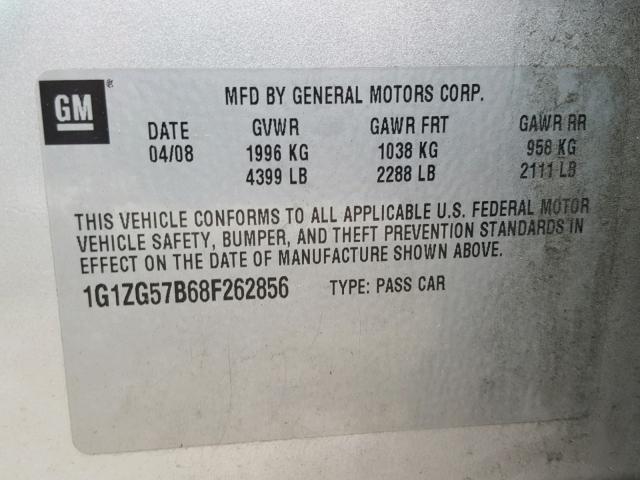 GM®
MFD BY GENERAL MOTORS CORP.
DATE GVWR GAWR FRT GAWR RR
04/08 1996 KG 1038 KG 958 KG
4399 LB 2288 LB 2111 LB
THIS VEHICLE CONFORMS TO ALL APPLICABLE U.S. FEDERAL MOTOR
VEHICLE SAFETY, BUMPER, AND THEFT PREVENTION STANDARDS IN
EFFECT ON THE DATE OF MANUFACTURE SHOWN ABOVE.
1G1ZG57B68F262856 TYPE: PASS CAR